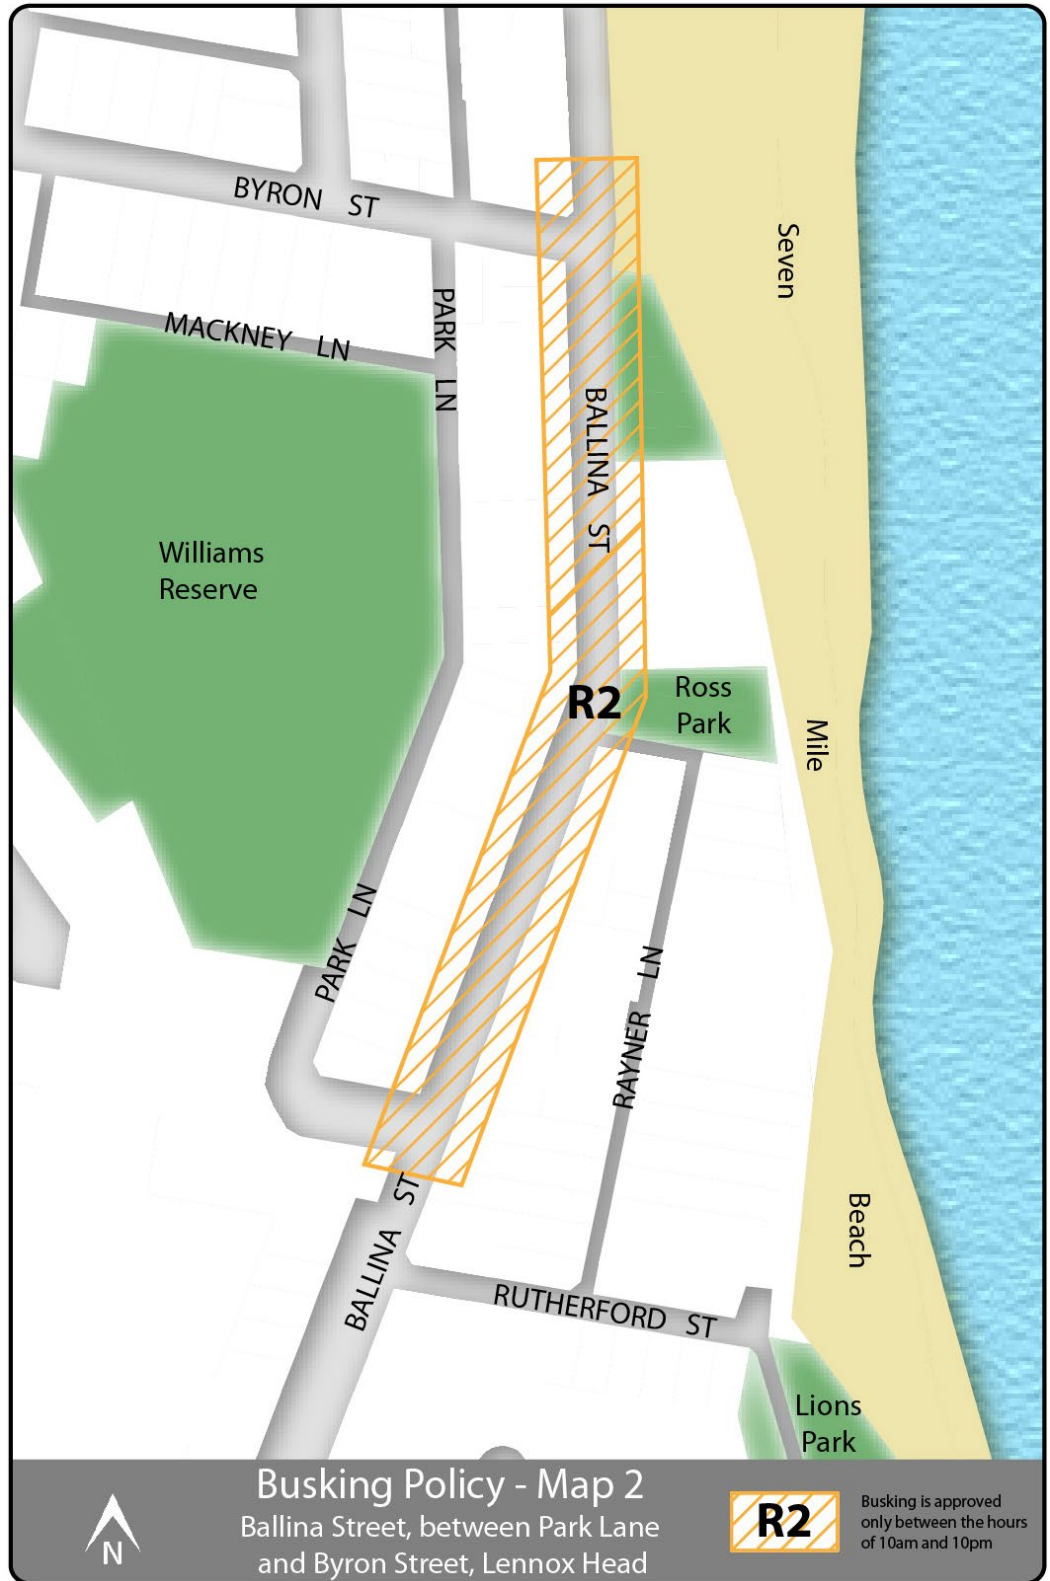 BYRON ST
Seven
PARK LN
MACKNEY LN
BALLINA ST
Williams
Reserve
R2
Ross
Park
Mile
PARK LN
RAYNER LN
BALLINA ST
Beach
RUTHERFORD ST
Lions
Park
N
Busking Policy - Map 2
Ballina Street, between Park Lane
and Byron Street, Lennox Head
R2
Busking is approved
only between the hours
of 10am and 10pm